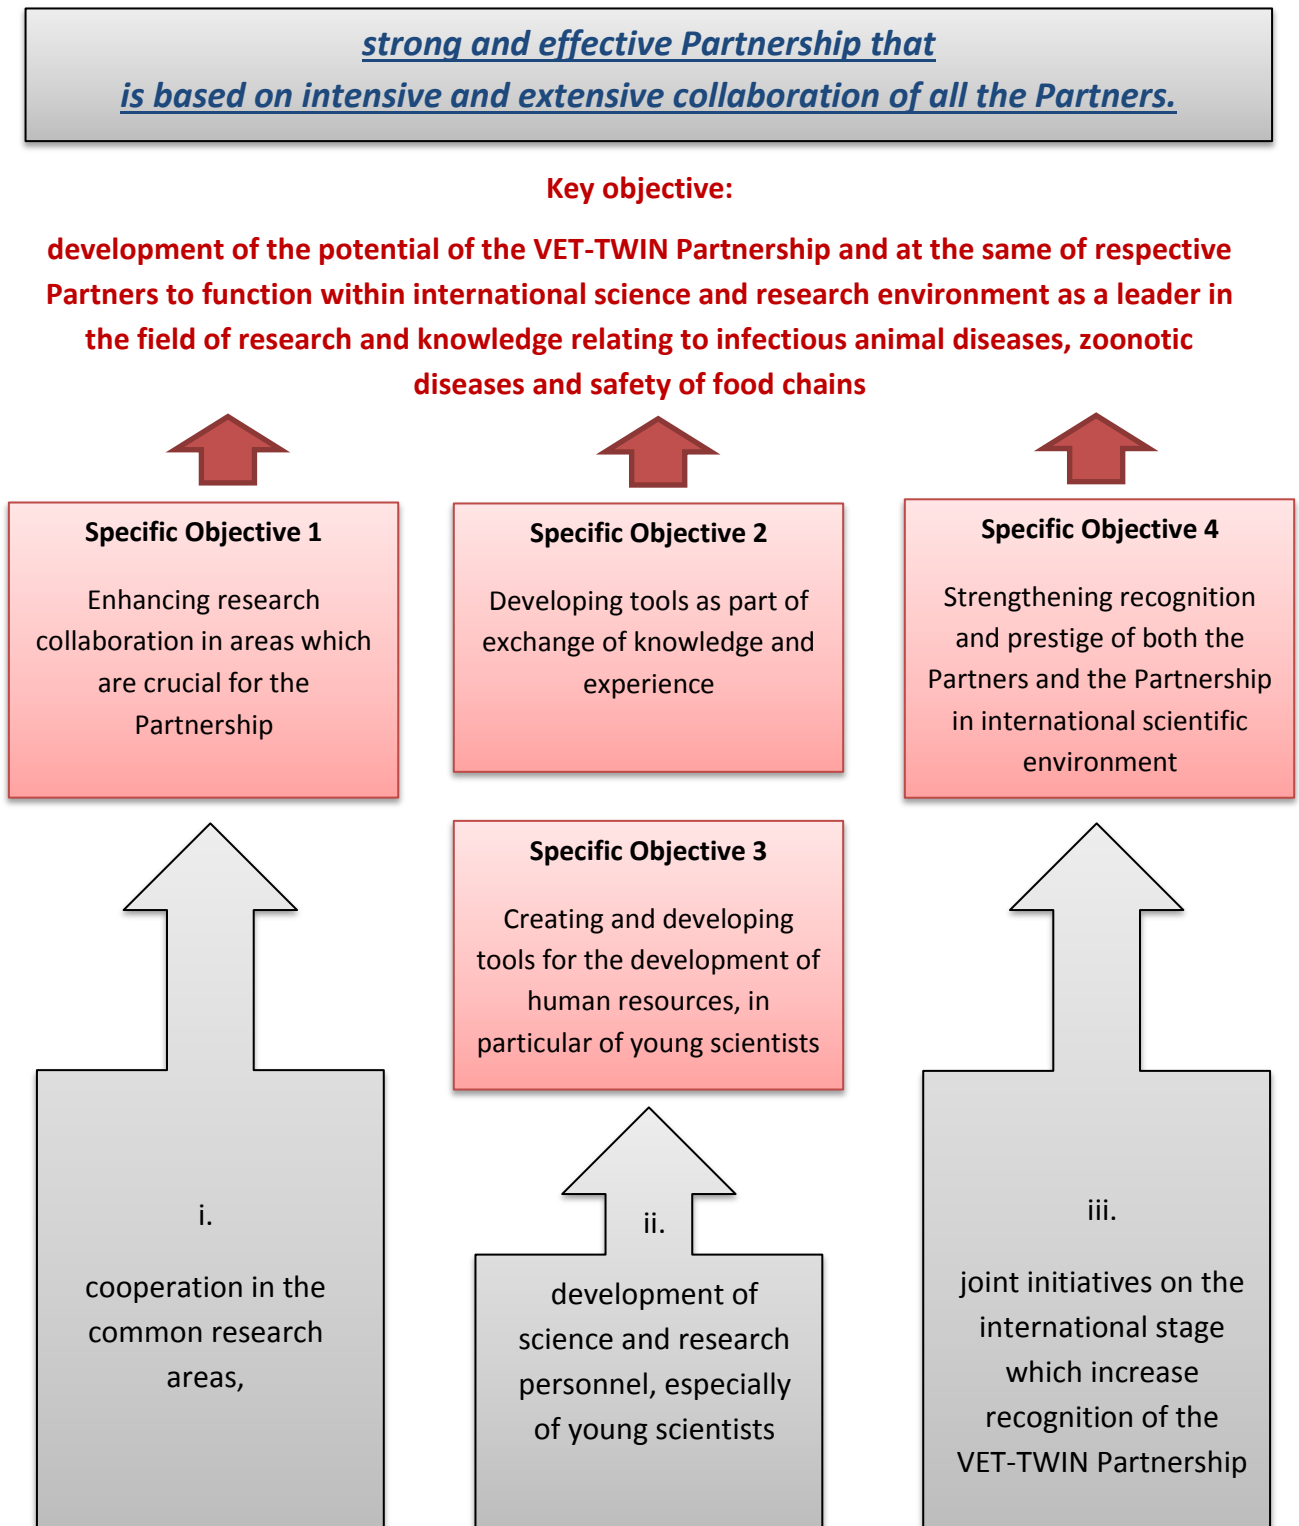 strong and effective Partnership that
is based on intensive and extensive collaboration of all the Partners.
Key objective:
development of the potential of the VET-TWIN Partnership and at the same of respective
Partners to function within international science and research environment as a leader in
the field of research and knowledge relating to infectious animal diseases, zoonotic
diseases and safety of food chains
Specific Objective 1
Enhancing research
collaboration in areas which
are crucial for the
Partnership
Specific Objective 2
Developing tools as part of
exchange of knowledge and
experience
Specific Objective 4
Strengthening recognition
and prestige of both the
Partners and the Partnership
in international scientific
environment
Specific Objective 3
Creating and developing
tools for the development of
human resources, in
particular of young scientists
i.
cooperation in the
common research
areas,
ii.
development of
science and research
personnel, especially
of young scientists
iii.
joint initiatives on the
international stage
which increase
recognition of the
VET-TWIN Partnership